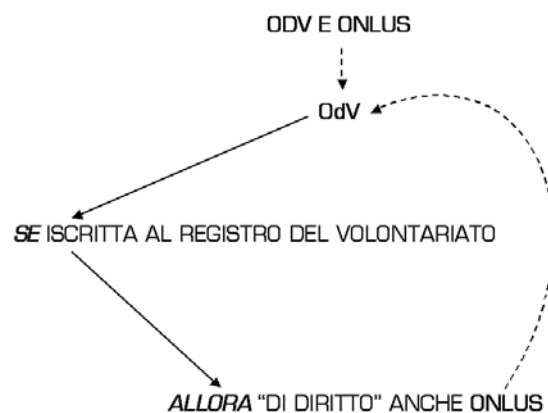 ODV E ONLUS
OdV
SE ISCRITTA AL REGISTRO DEL VOLONTARIATO
ALLORA “DI DIRITTO” ANCHE ONLUS